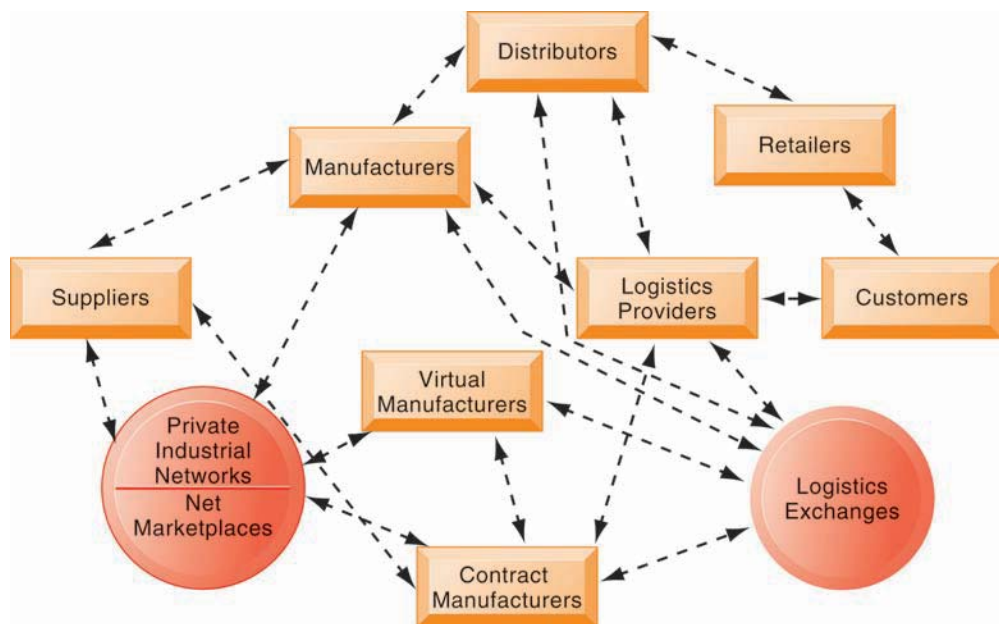 Distributors
Manufacturers
Retailers
Suppliers
Logistics
Providers
Customers
Virtual
Manufacturers
Private
Industrial
Networks
Net
Marketplaces
Logistics
Exchanges
Contract
Manufacturers